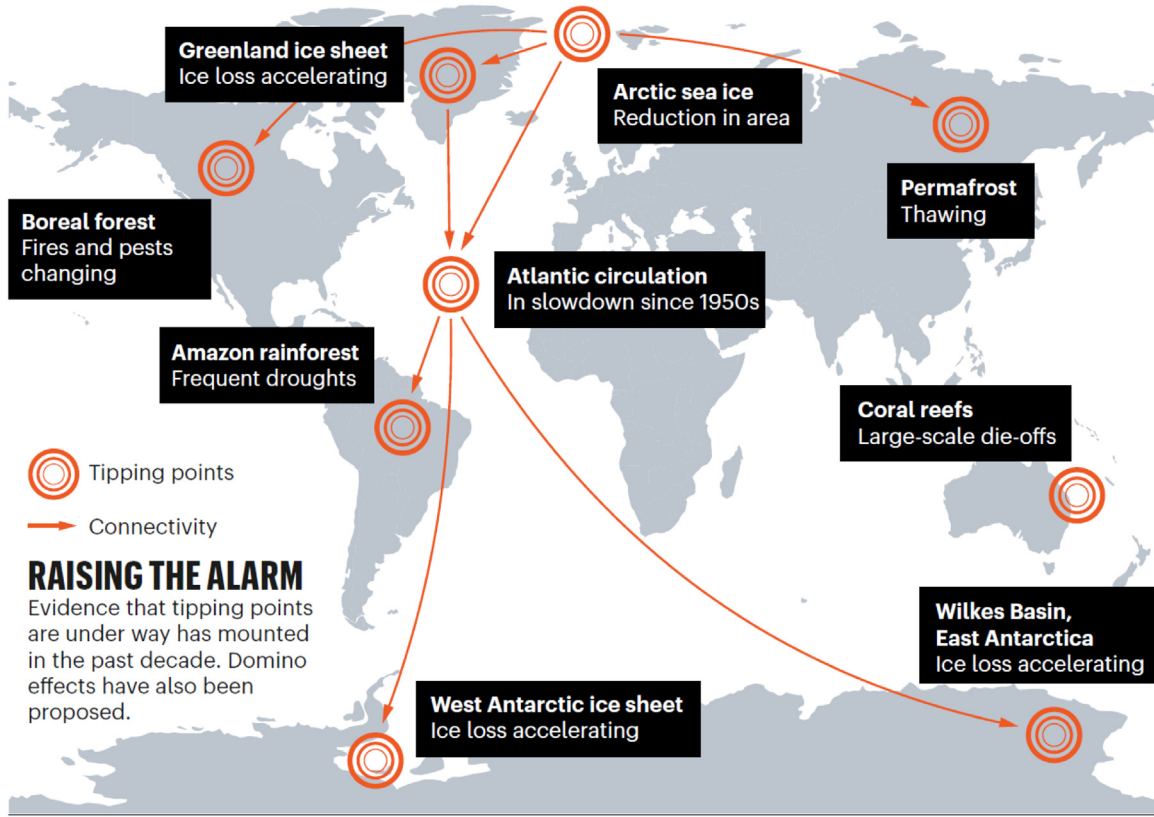 Greenland ice sheet
Ice loss accelerating
Arctic sea ice
Reduction in area
Permafrost
Thawing
Boreal forest
Fires and pests
changing
Atlantic circulation
In slowdown since 1950s
Amazon rainforest
Frequent droughts
Coral reefs
Large-scale die-offs
Tipping points
Connectivity
RAISING THE ALARM
Evidence that tipping points
are under way has mounted
in the past decade. Domino
effects have also been
proposed.
Wilkes Basin,
East Antarctica
Ice loss accelerating
West Antarctic ice sheet
Ice loss accelerating